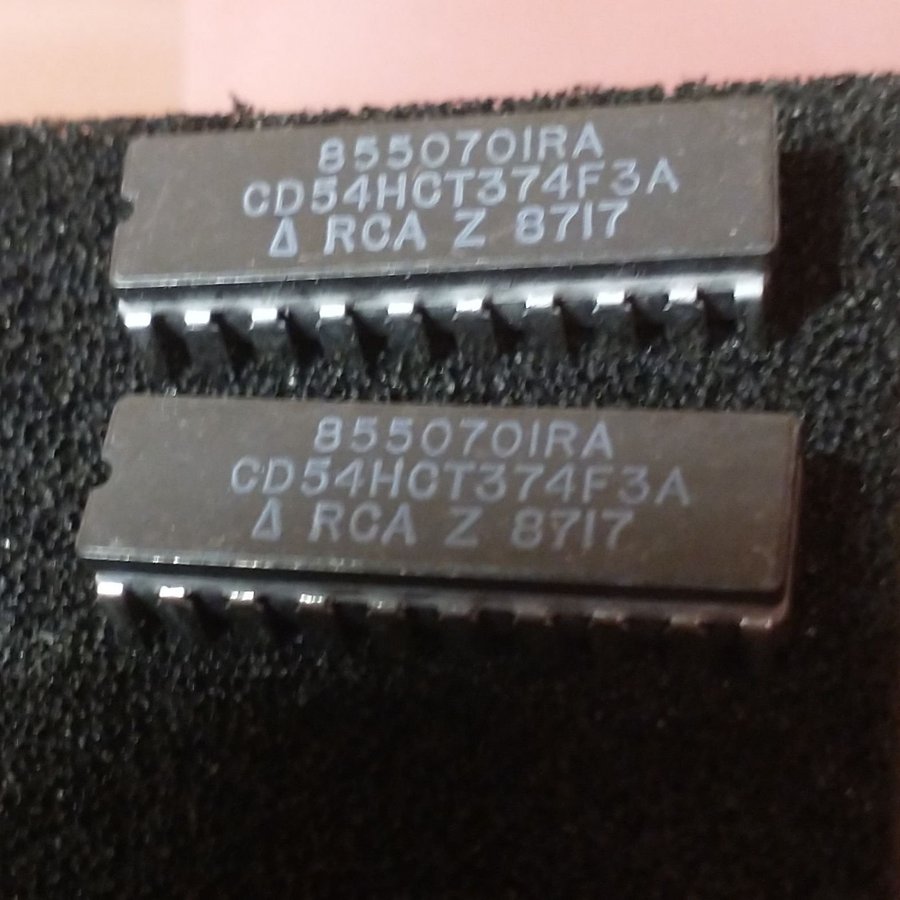 8550701RA
CD54HCT374F3A
Δ RCA Z 8717
8550701RA
CD54HCT374F3A
Δ RCA Z 8717